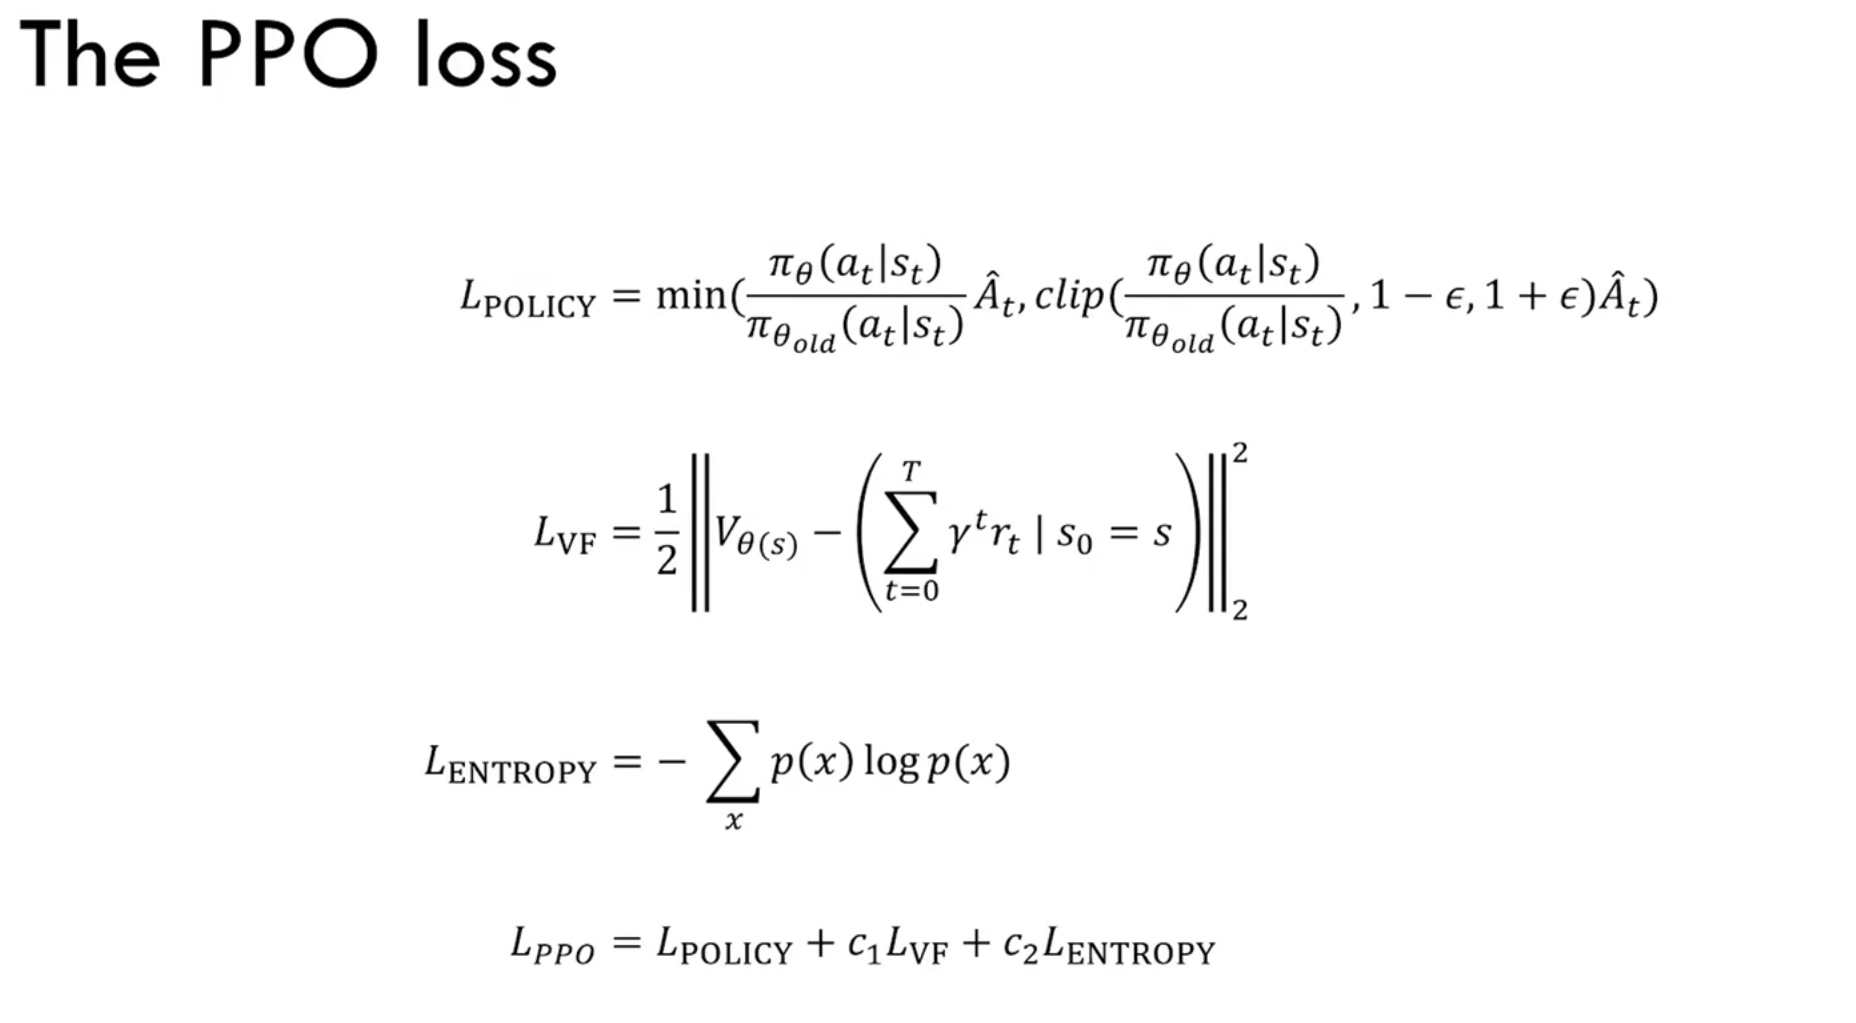 The PPO loss
$L_{\text{POLICY}} = \min(\frac{\pi_\theta(a_t|s_t)}{\pi_{\theta_{old}}(a_t|s_t)} \hat{A}_t, clip(\frac{\pi_\theta(a_t|s_t)}{\pi_{\theta_{old}}(a_t|s_t)}, 1 - \epsilon, 1 + \epsilon)\hat{A}_t)$
$L_{\text{VF}} = \frac{1}{2} \left\| V_{\theta(s)} - \left( \sum_{t=0}^{T} \gamma^t r_t \mid s_0 = s \right) \right\|_2^2$
$L_{\text{ENTROPY}} = - \sum_x p(x) \log p(x)$
$L_{PPO} = L_{\text{POLICY}} + c_1 L_{\text{VF}} + c_2 L_{\text{ENTROPY}}$